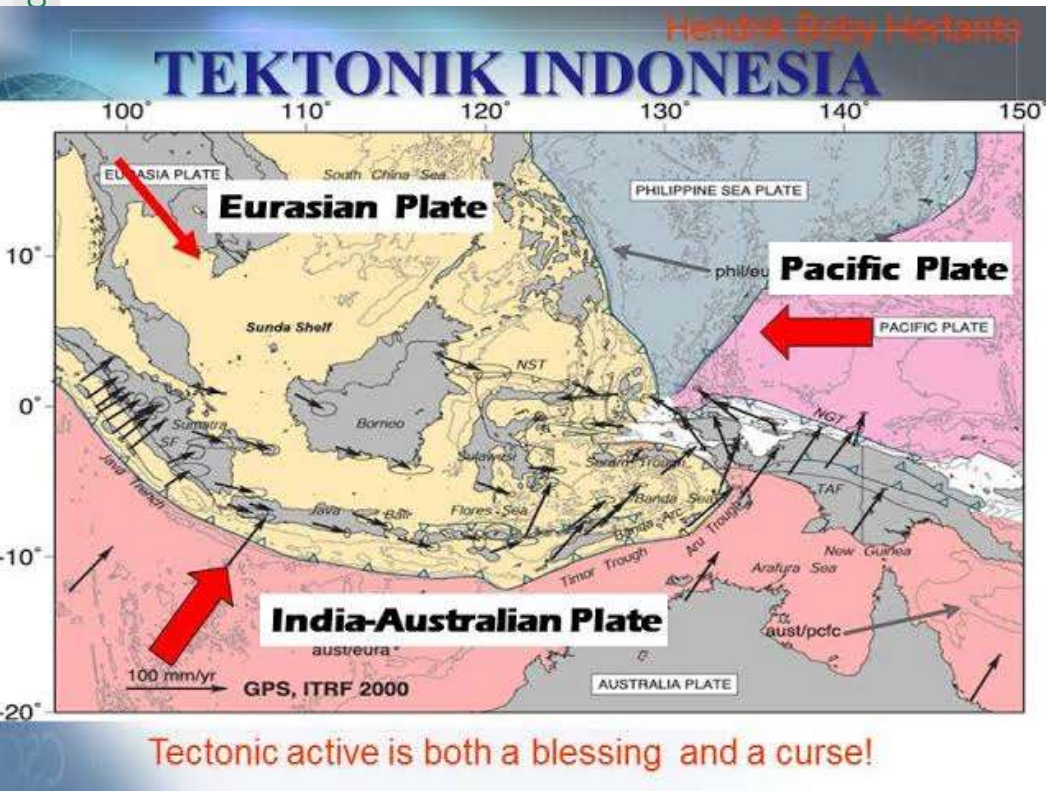 Hendrik Boby Hertanto
TEKTONIK INDONESIA
100° 110° 120° 130° 140° 150°
EURASIA PLATE
South China Sea
Eurasian Plate
PHILIPPINE SEA PLATE
10°
phil/eu
Pacific Plate
Sunda Shelf
PACIFIC PLATE
NST
0°
NGT
Sumatra
SF
Borneo
Sulawesi
Seram Trough
Java Trench
TAF
Banda Sea
Java
Bali
Flores Sea
Banda Arc
Aru Trough
-10°
New Guinea
Timor Trough
Arafura Sea
India-Australian Plate
aust/eura
aust/pcfc
100 mm/yr
GPS, ITRF 2000
AUSTRALIA PLATE
-20°
Tectonic active is both a blessing and a curse!